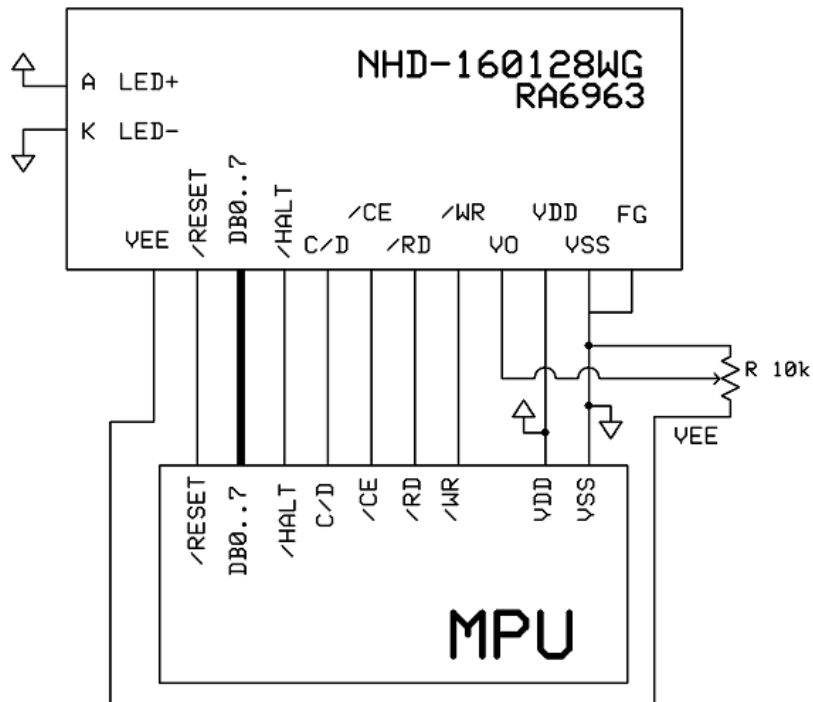 NHD-160128WG
RA6963
A LED+
K LED-
VEE
/RESET
DB0..7
/HALT
C/D
/CE
/RD
/WR
VO
VDD
VSS
FG
R 10k
VEE
/RESET
DB0..7
/HALT
C/D
/CE
/RD
/WR
VDD
VSS
MPU